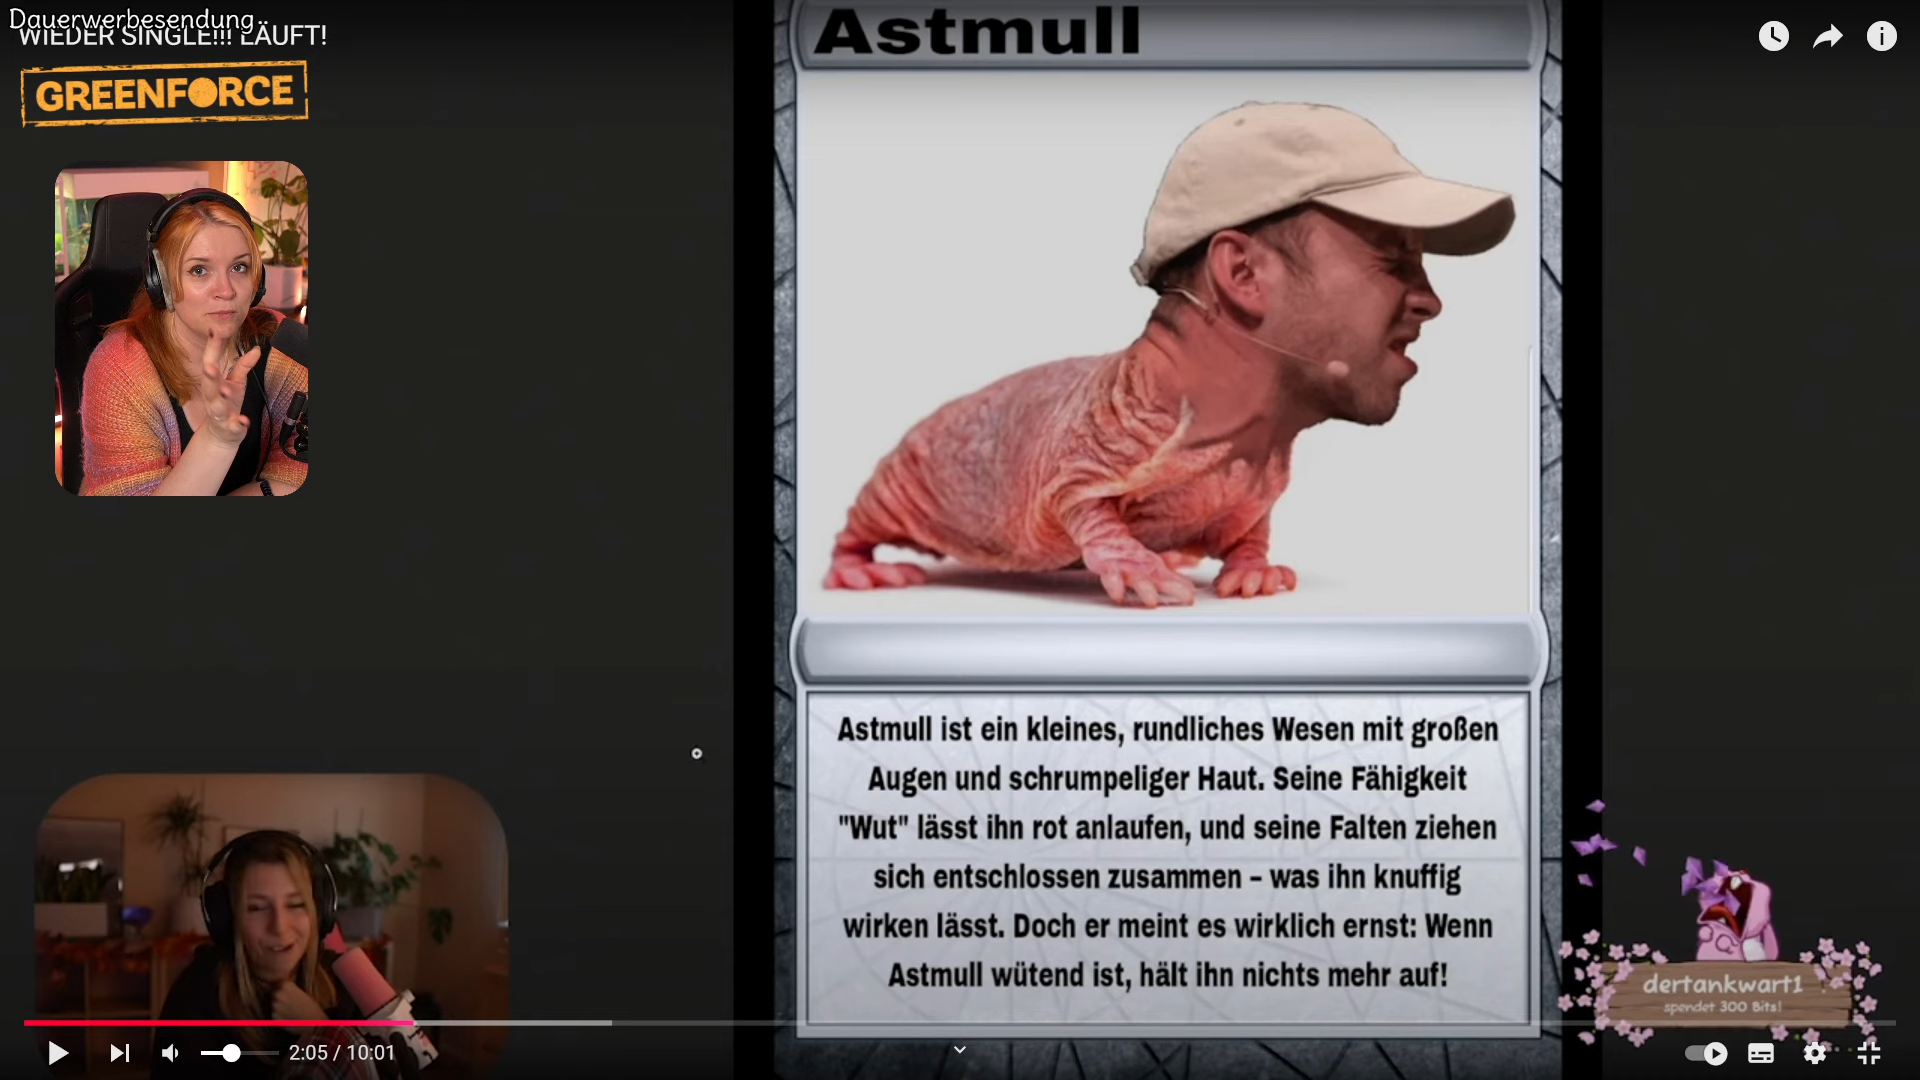 Dauerwerbesendung
WIEDER SINGLE!!! LÄUFT!
GREENFORCE
Astmull
Astmull ist ein kleines, rundliches Wesen mit großen
Augen und schrumpeliger Haut. Seine Fähigkeit
"Wut" lässt ihn rot anlaufen, und seine Falten ziehen
sich entschlossen zusammen – was ihn knuffig
wirken lässt. Doch er meint es wirklich ernst: Wenn
Astmull wütend ist, hält ihn nichts mehr auf!
dertankwart1
spendet 300 Bits!
2:05 / 10:01